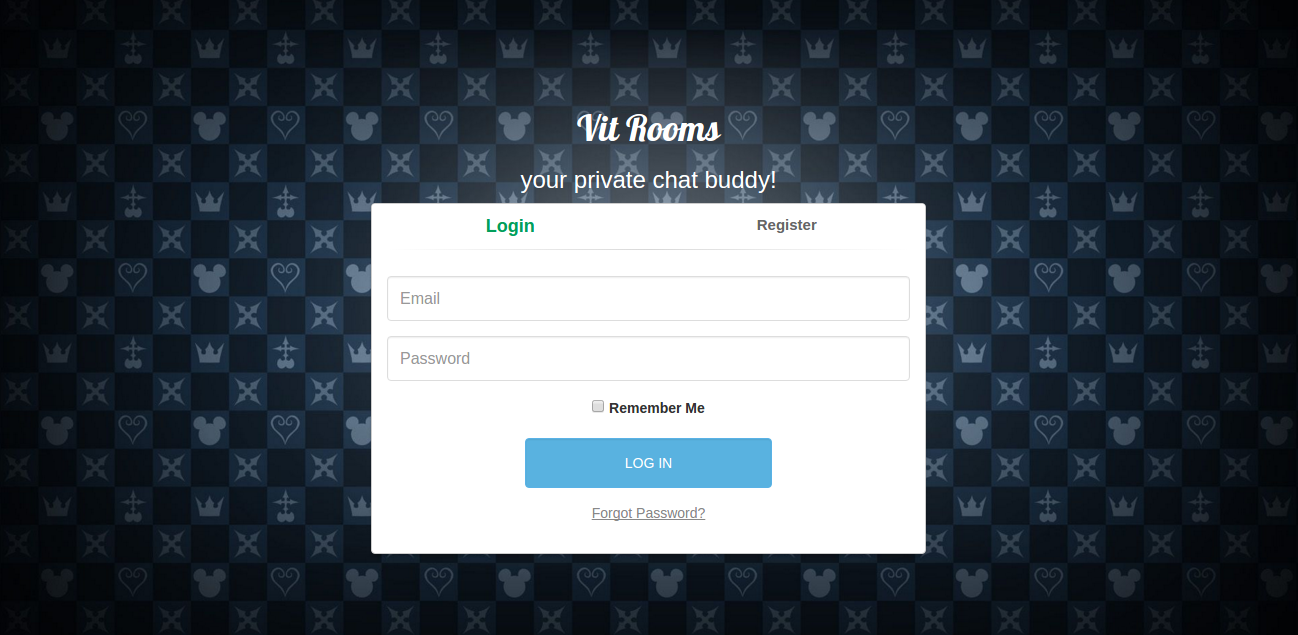 Vit Rooms
your private chat buddy!
Login Register
Email
Password
Remember Me
LOG IN
Forgot Password?